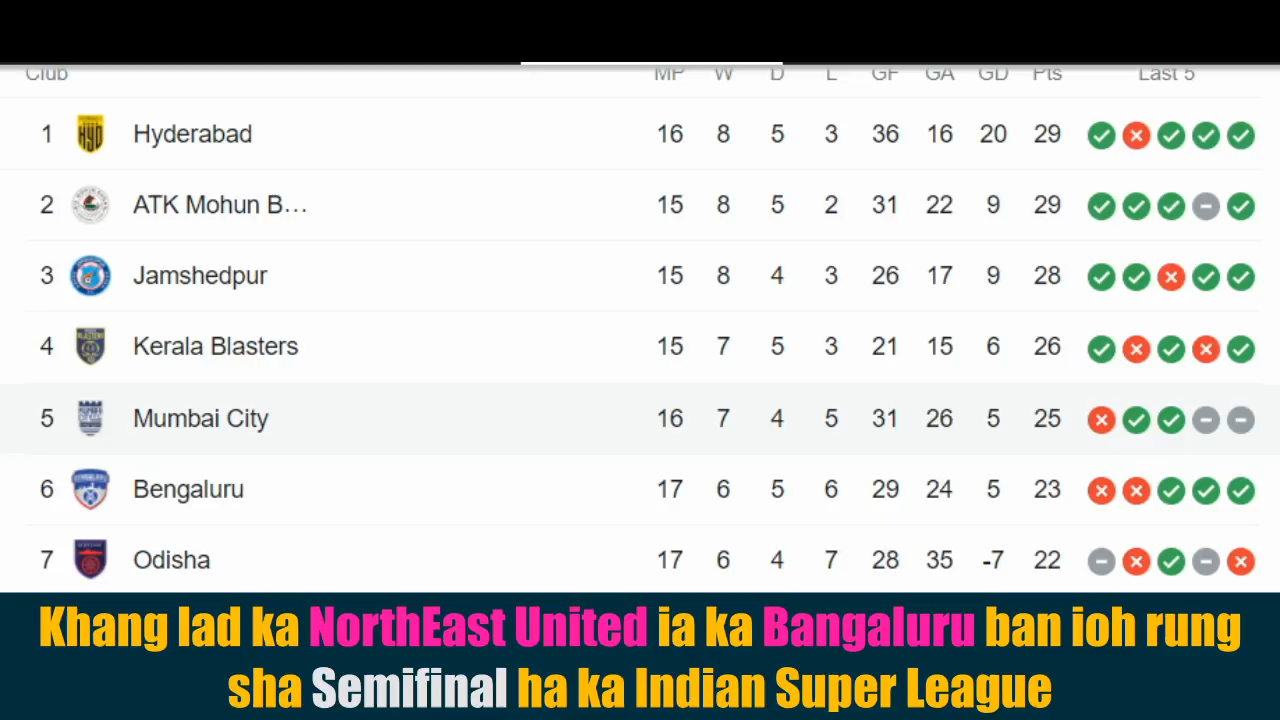 Club MP W D L GF GA GD Pts Last 5
1 Hyderabad 16 8 5 3 36 16 20 29
2 ATK Mohun B... 15 8 5 2 31 22 9 29
3 Jamshedpur 15 8 4 3 26 17 9 28
4 Kerala Blasters 15 7 5 3 21 15 6 26
5 Mumbai City 16 7 4 5 31 26 5 25
6 Bengaluru 17 6 5 6 29 24 5 23
7 Odisha 17 6 4 7 28 35 -7 22
Khang lad ka NorthEast United ia ka Bangaluru ban ioh rung
sha Semifinal ha ka Indian Super League